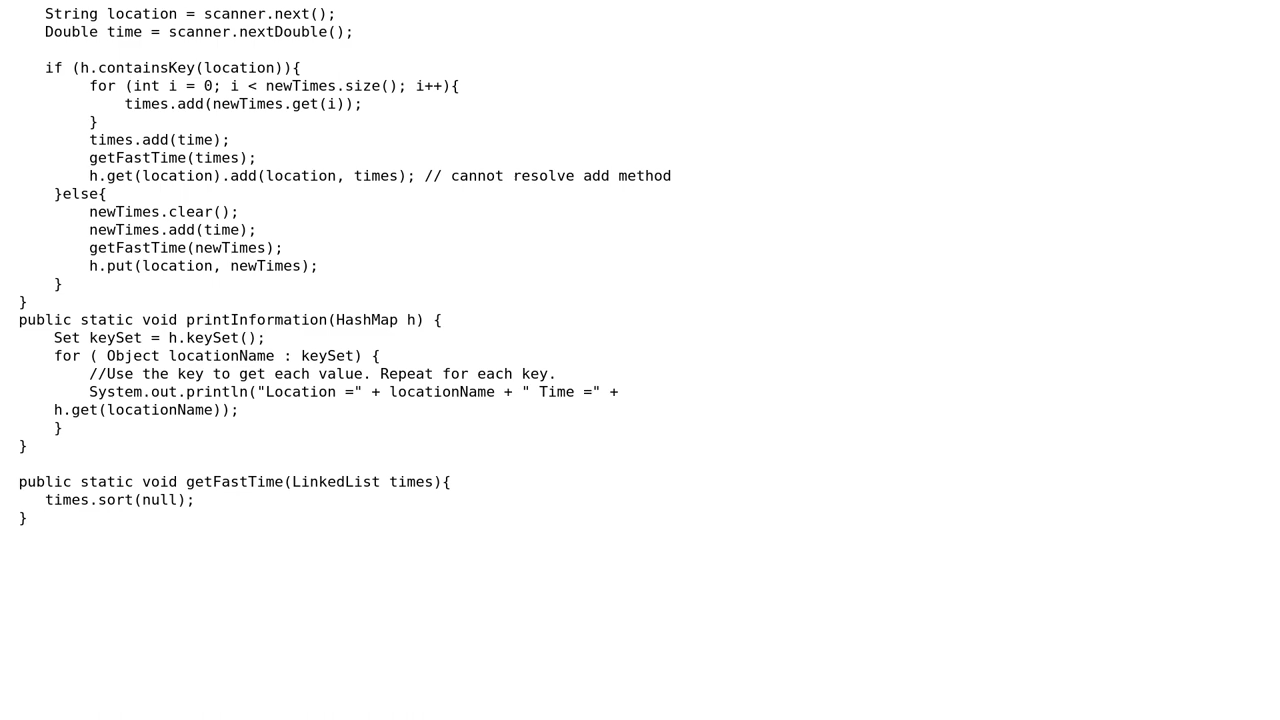 String location = scanner.next();
Double time = scanner.nextDouble();
if (h.containsKey(location)){
for (int i = 0; i < newTimes.size(); i++){
times.add(newTimes.get(i));
}
times.add(time);
getFastTime(times);
h.get(location).add(location, times); // cannot resolve add method
}else{
newTimes.clear();
newTimes.add(time);
getFastTime(newTimes);
h.put(location, newTimes);
}
}
public static void printInformation(HashMap h) {
Set keySet = h.keySet();
for ( Object locationName : keySet) {
//Use the key to get each value. Repeat for each key.
System.out.println("Location =" + locationName + " Time =" +
h.get(locationName));
}
}
public static void getFastTime(LinkedList times){
times.sort(null);
}